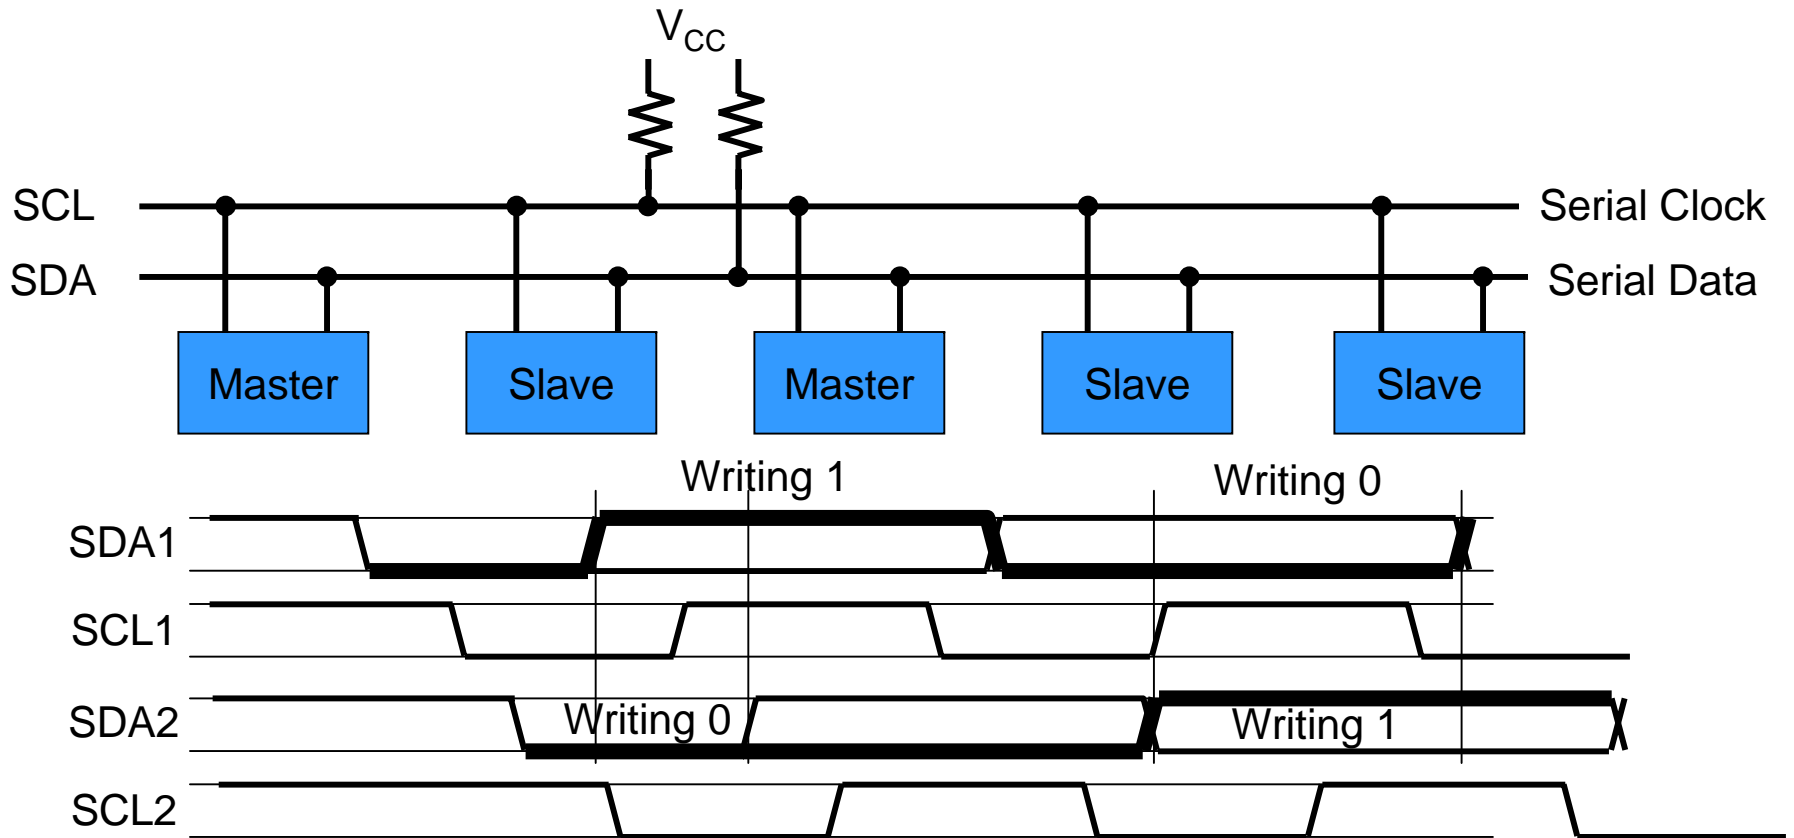 VCC
SCL
Serial Clock
SDA
Serial Data
Master
Slave
Master
Slave
Slave
Writing 1
Writing 0
SDA1
SCL1
SDA2
Writing 0
Writing 1
SCL2